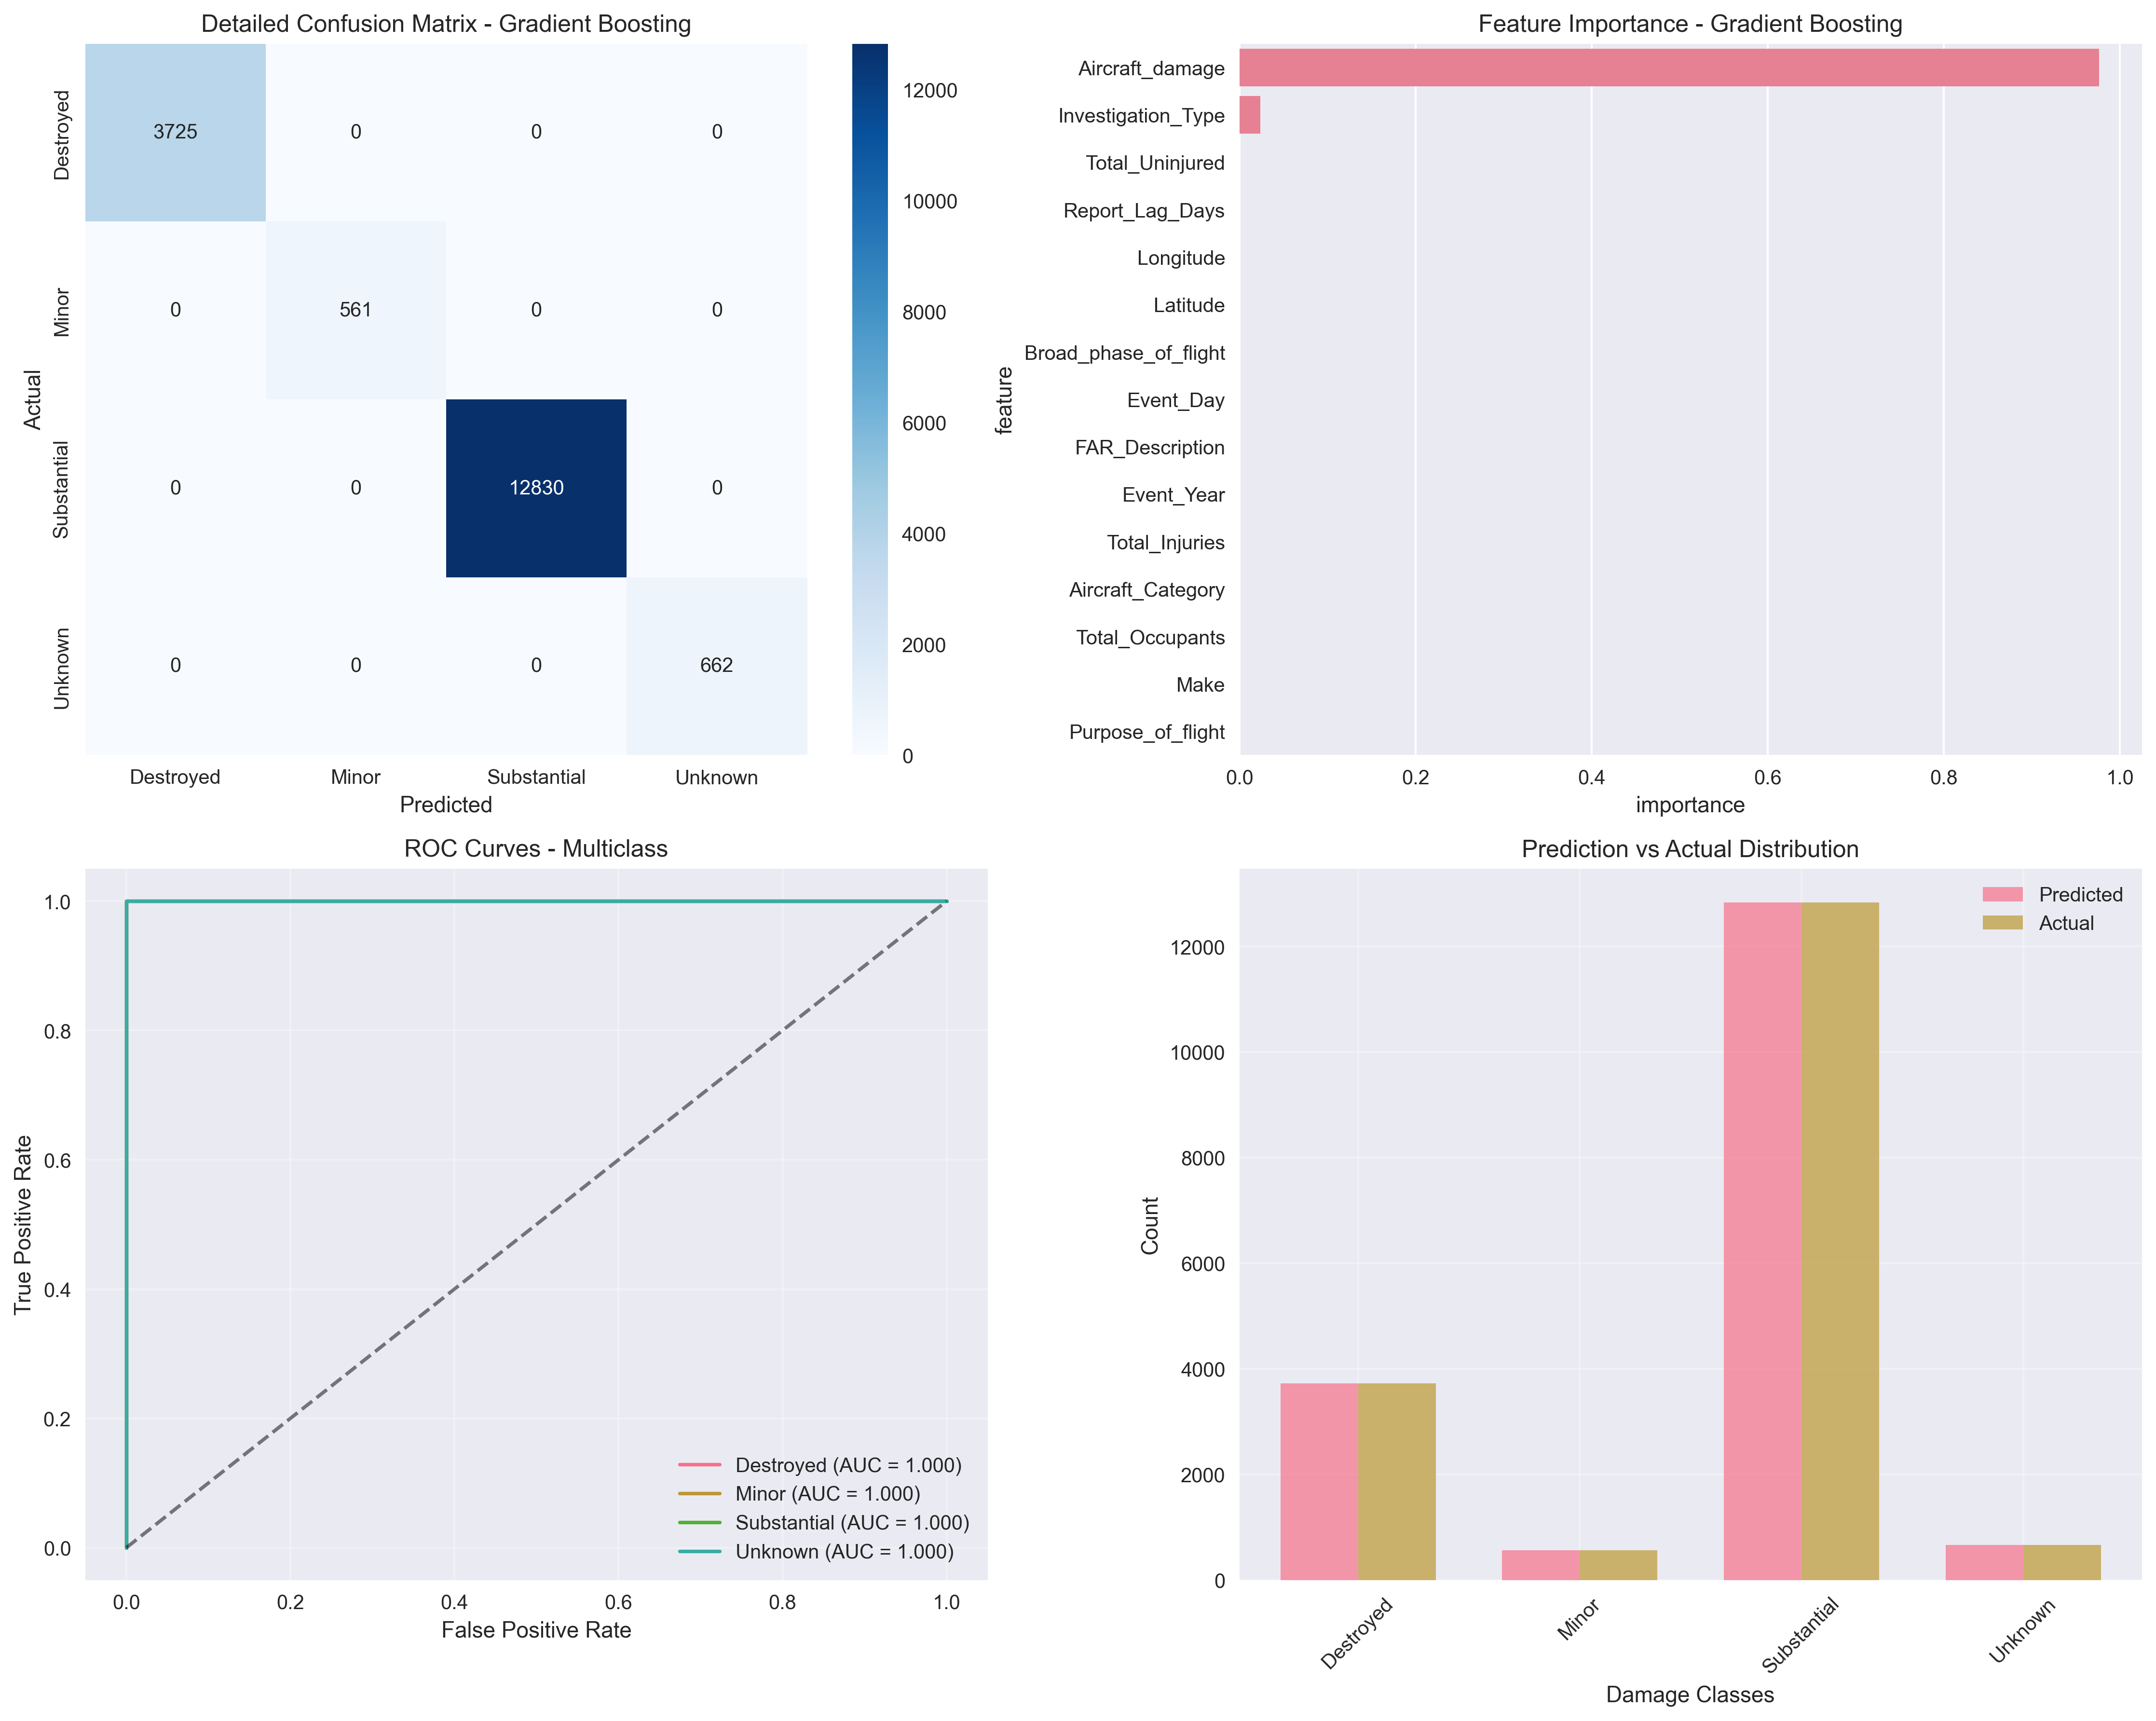 Detailed Confusion Matrix - Gradient Boosting
Destroyed
Minor
Substantial
Unknown
Actual
3725 0 0 0
0 561 0 0
0 0 12830 0
0 0 0 662
Destroyed Minor Substantial Unknown
Predicted
12000
10000
8000
6000
4000
2000
0
Feature Importance - Gradient Boosting
feature
Aircraft_damage
Investigation_Type
Total_Uninjured
Report_Lag_Days
Longitude
Latitude
Broad_phase_of_flight
Event_Day
FAR_Description
Event_Year
Total_Injuries
Aircraft_Category
Total_Occupants
Make
Purpose_of_flight
0.0 0.2 0.4 0.6 0.8 1.0
importance
ROC Curves - Multiclass
True Positive Rate
1.0
0.8
0.6
0.4
0.2
0.0
Destroyed (AUC = 1.000)
Minor (AUC = 1.000)
Substantial (AUC = 1.000)
Unknown (AUC = 1.000)
0.0 0.2 0.4 0.6 0.8 1.0
False Positive Rate
Prediction vs Actual Distribution
Predicted
Actual
Count
12000
10000
8000
6000
4000
2000
0
Destroyed Minor Substantial Unknown
Damage Classes